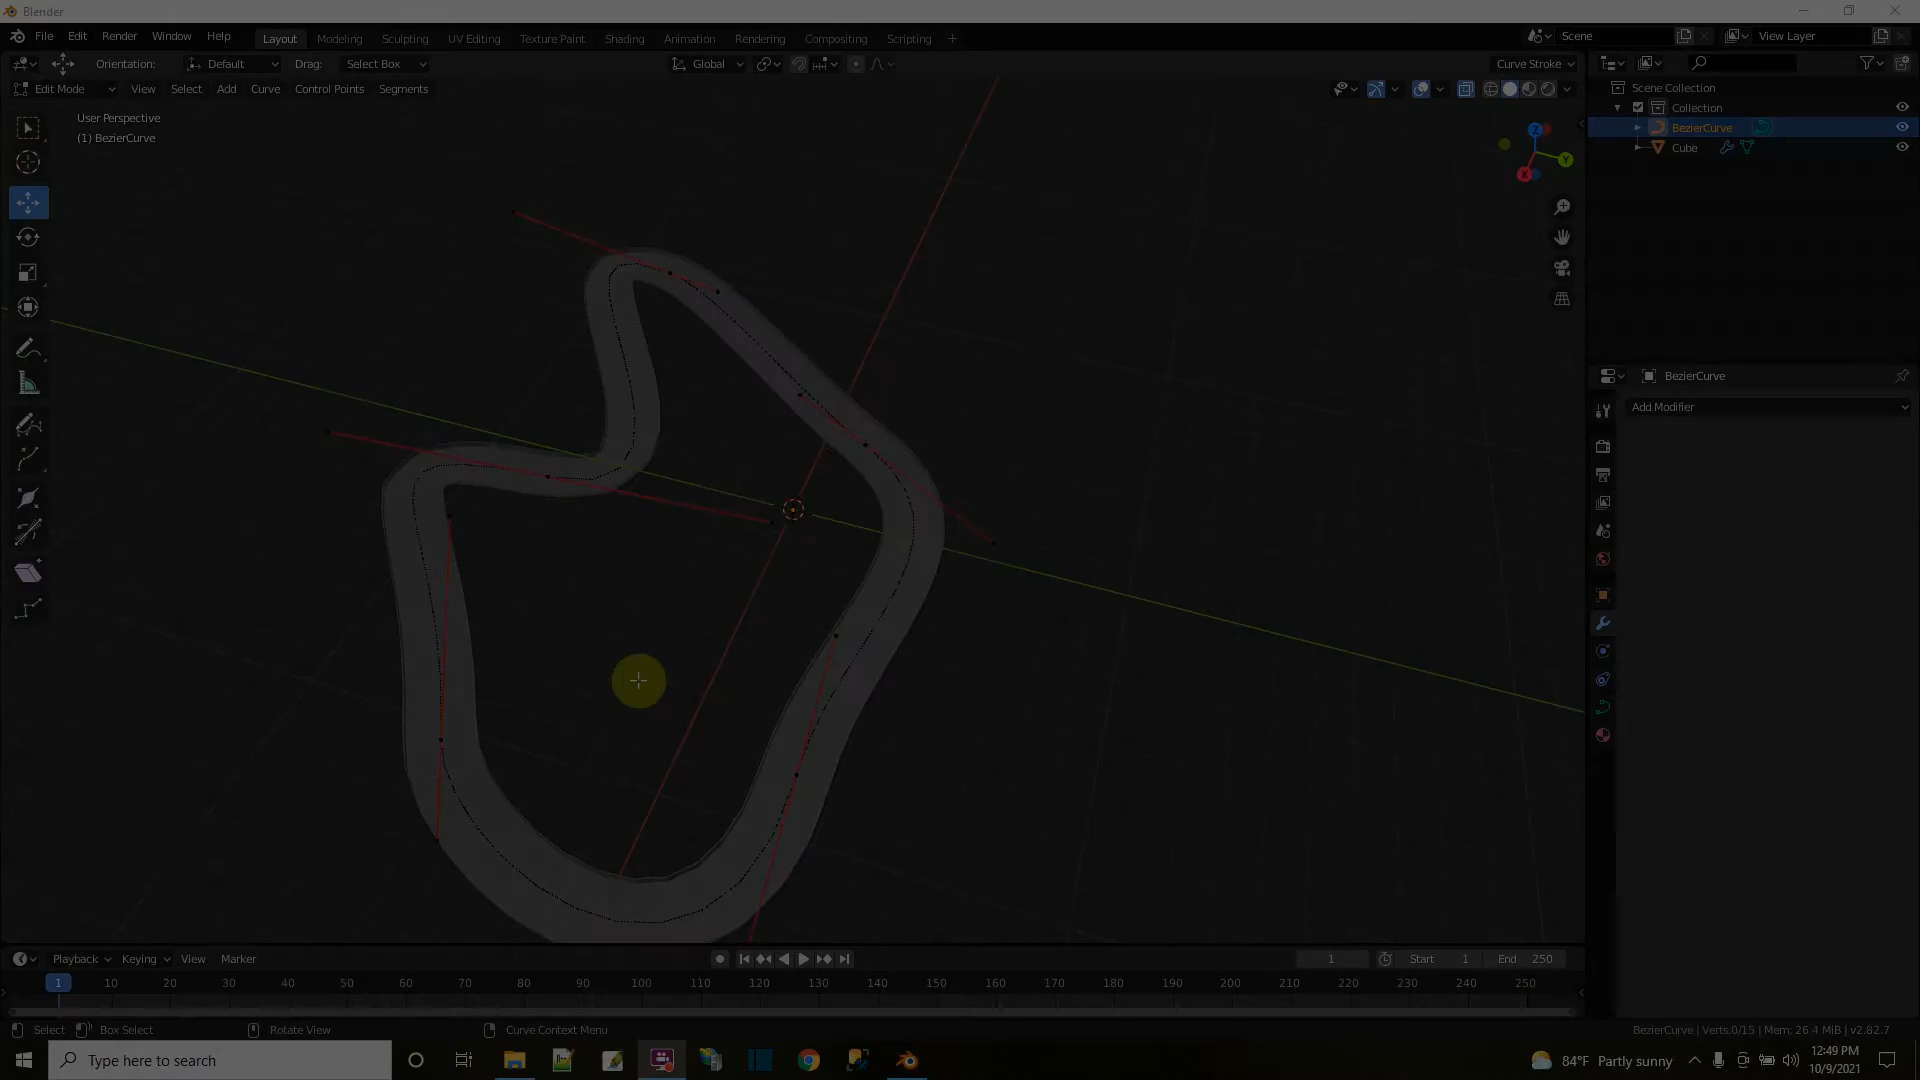 Blender
File Edit Render Window Help Layout Modeling Sculpting UV Editing Texture Paint Shading Animation Rendering Compositing Scripting + Scene View Layer
Orientation: Default Drag: Select Box Global Curve Stroke
Edit Mode View Select Add Curve Control Points Segments
User Perspective
(1) BezierCurve
Z
Y
X
Scene Collection
Collection
BezierCurve
Cube
BezierCurve
Add Modifier
Playback Keying View Marker 1 Start 1 End 250
1 10 20 30 40 50 60 70 80 90 100 110 120 130 140 150 160 170 180 190 200 210 220 230 240 250
Select Box Select Rotate View Curve Context Menu BezierCurve | Verts:0/15 | Mem: 26.4 MiB | v2.82.7
Type here to search 84°F Partly sunny 12:49 PM
10/9/2021